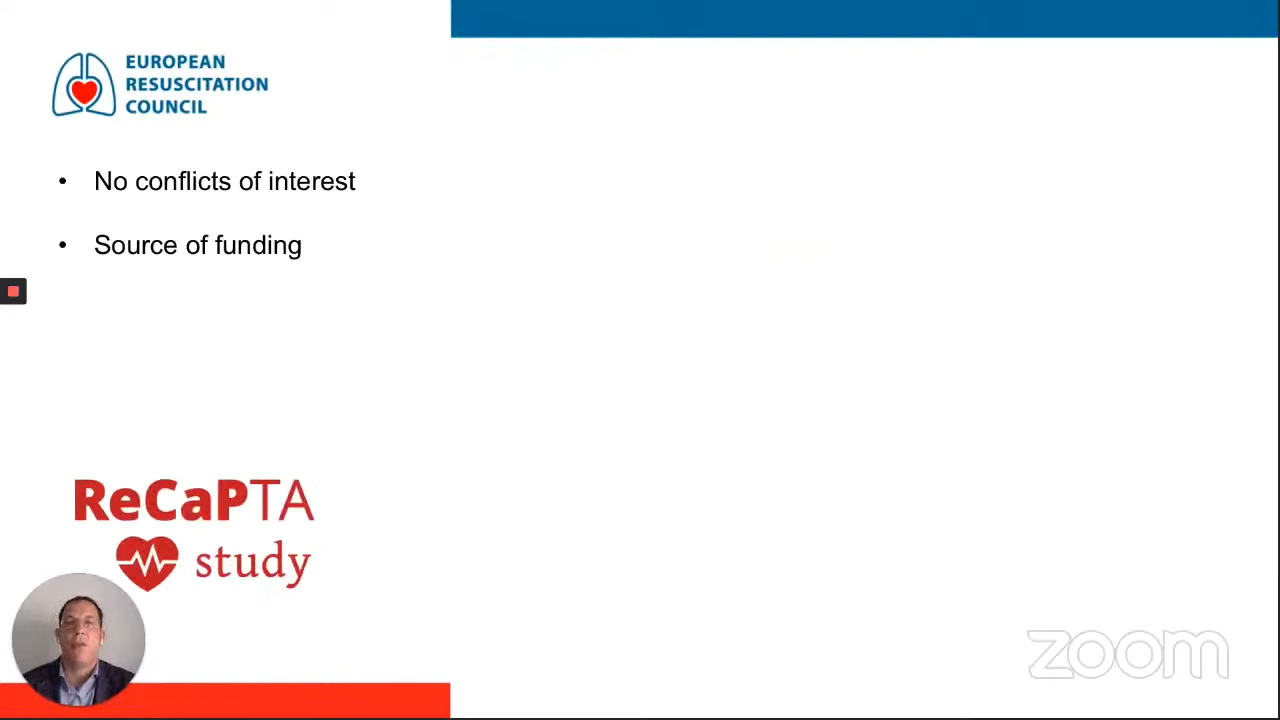 EUROPEAN
RESUSCITATION
COUNCIL
• No conflicts of interest
• Source of funding
ReCaPTA
study
zoom